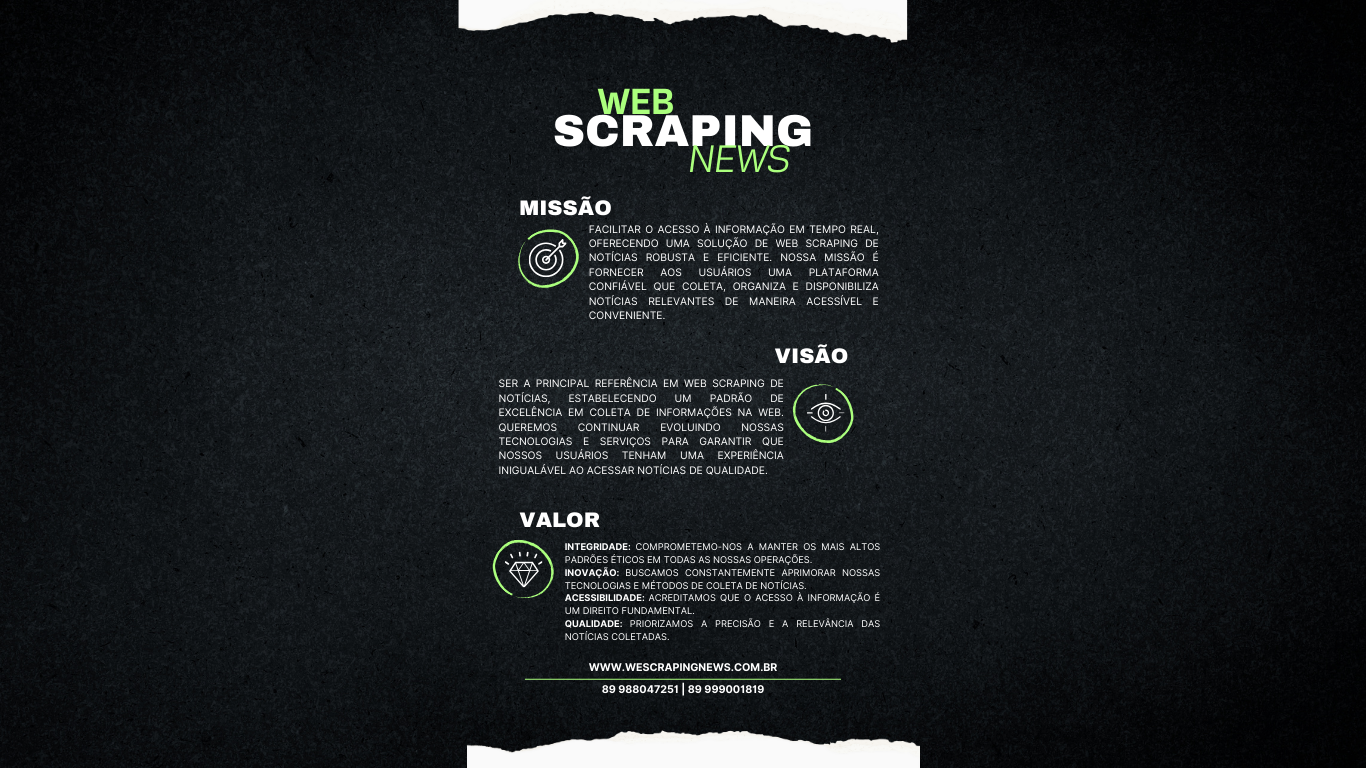 WEB
SCRAPING
NEWS
MISSÃO
FACILITAR O ACESSO À INFORMAÇÃO EM TEMPO REAL,
OFERECENDO UMA SOLUÇÃO DE WEB SCRAPING DE
NOTÍCIAS ROBUSTA E EFICIENTE. NOSSA MISSÃO É
FORNECER AOS USUÁRIOS UMA PLATAFORMA
CONFIÁVEL QUE COLETA, ORGANIZA E DISPONIBILIZA
NOTÍCIAS RELEVANTES DE MANEIRA ACESSÍVEL E
CONVENIENTE.
VISÃO
SER A PRINCIPAL REFERÊNCIA EM WEB SCRAPING DE
NOTÍCIAS, ESTABELECENDO UM PADRÃO DE
EXCELÊNCIA EM COLETA DE INFORMAÇÕES NA WEB.
QUEREMOS CONTINUAR EVOLUINDO NOSSAS
TECNOLOGIAS E SERVIÇOS PARA GARANTIR QUE
NOSSOS USUÁRIOS TENHAM UMA EXPERIÊNCIA
INIGUALÁVEL AO ACESSAR NOTÍCIAS DE QUALIDADE.
VALOR
INTEGRIDADE: COMPROMETEMO-NOS A MANTER OS MAIS ALTOS
PADRÕES ÉTICOS EM TODAS AS NOSSAS OPERAÇÕES.
INOVAÇÃO: BUSCAMOS CONSTANTEMENTE APRIMORAR NOSSAS
TECNOLOGIAS E MÉTODOS DE COLETA DE NOTÍCIAS.
ACESSIBILIDADE: ACREDITAMOS QUE O ACESSO À INFORMAÇÃO É
UM DIREITO FUNDAMENTAL.
QUALIDADE: PRIORIZAMOS A PRECISÃO E A RELEVÂNCIA DAS
NOTÍCIAS COLETADAS.
WWW.WESCRAPINGNEWS.COM.BR
89 988047251 | 89 999001819